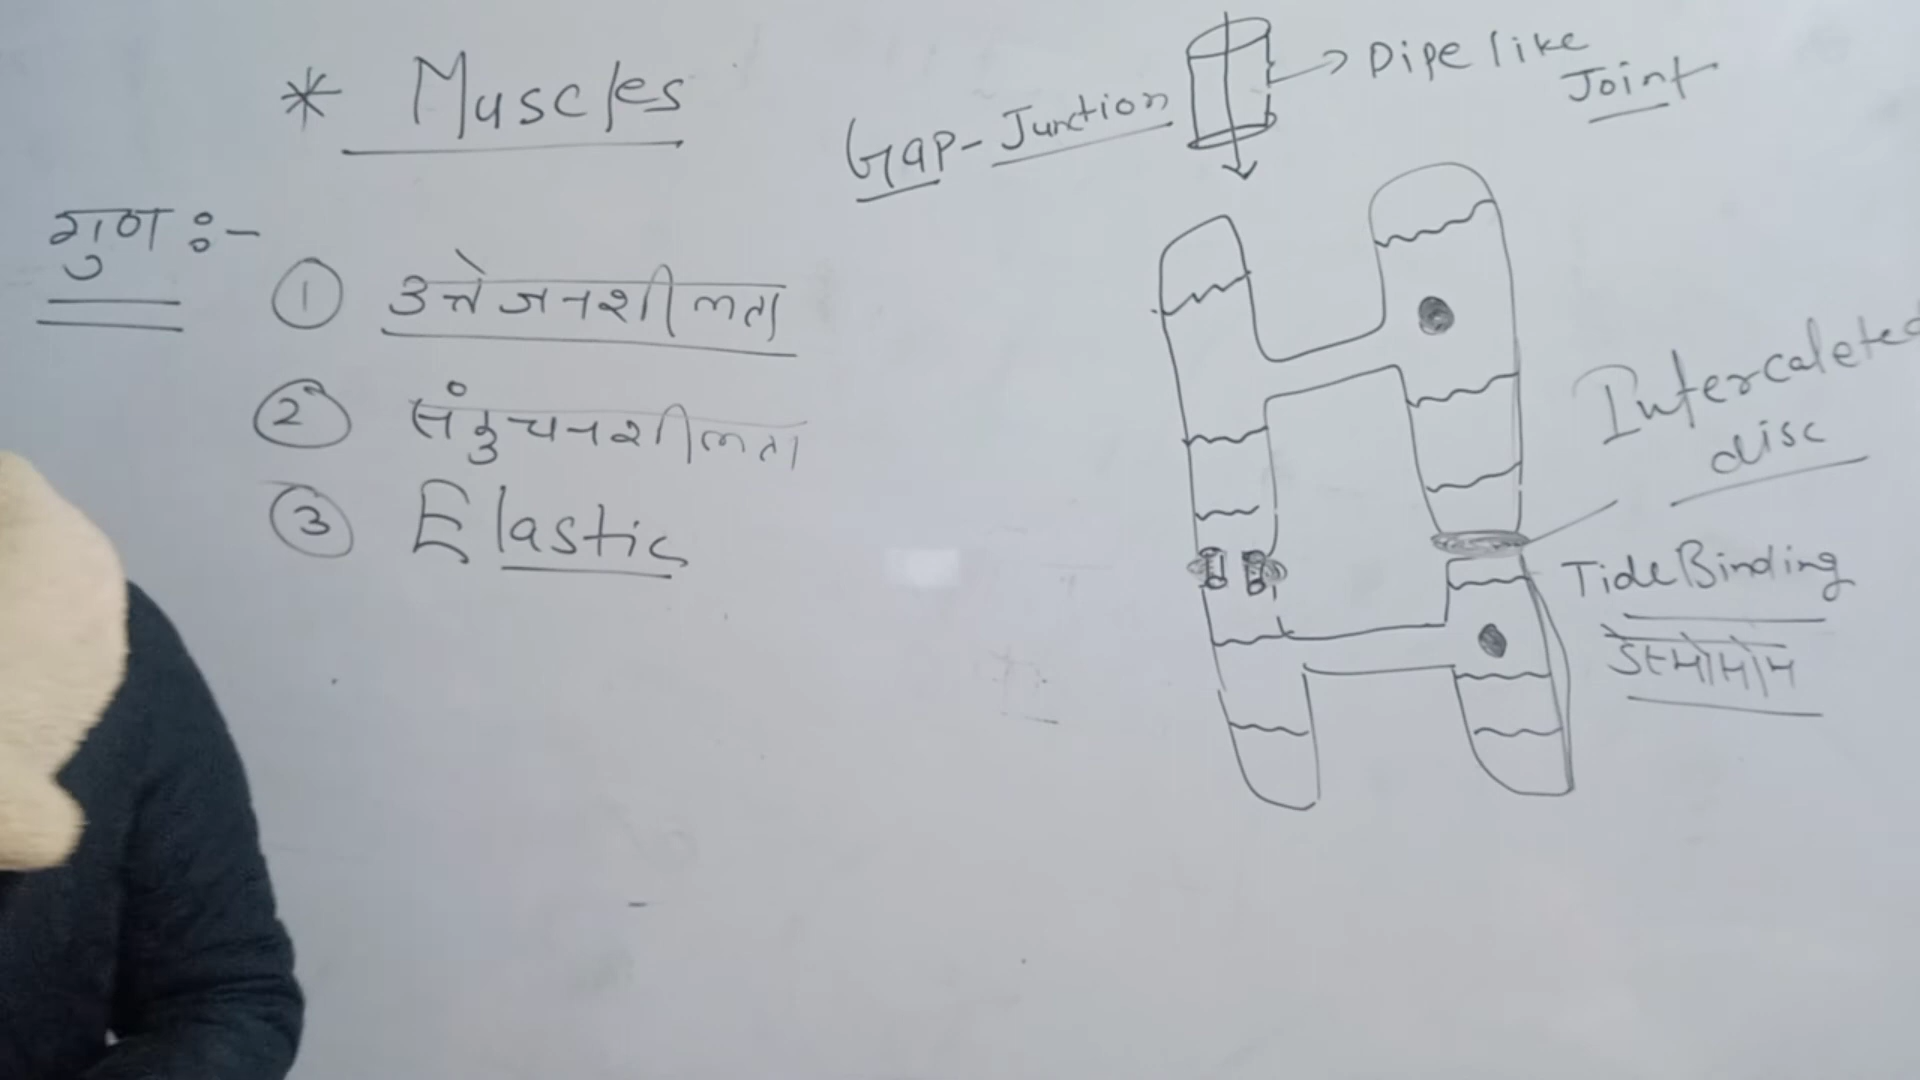 * Muscles
गुण :-
① उत्तेजनशीलता
② संकुचनशीलता
③ Elastic
Gap-Junction
Pipe like
Joint
Intercaleted
disc
Tide Binding
डेस्मोसोम